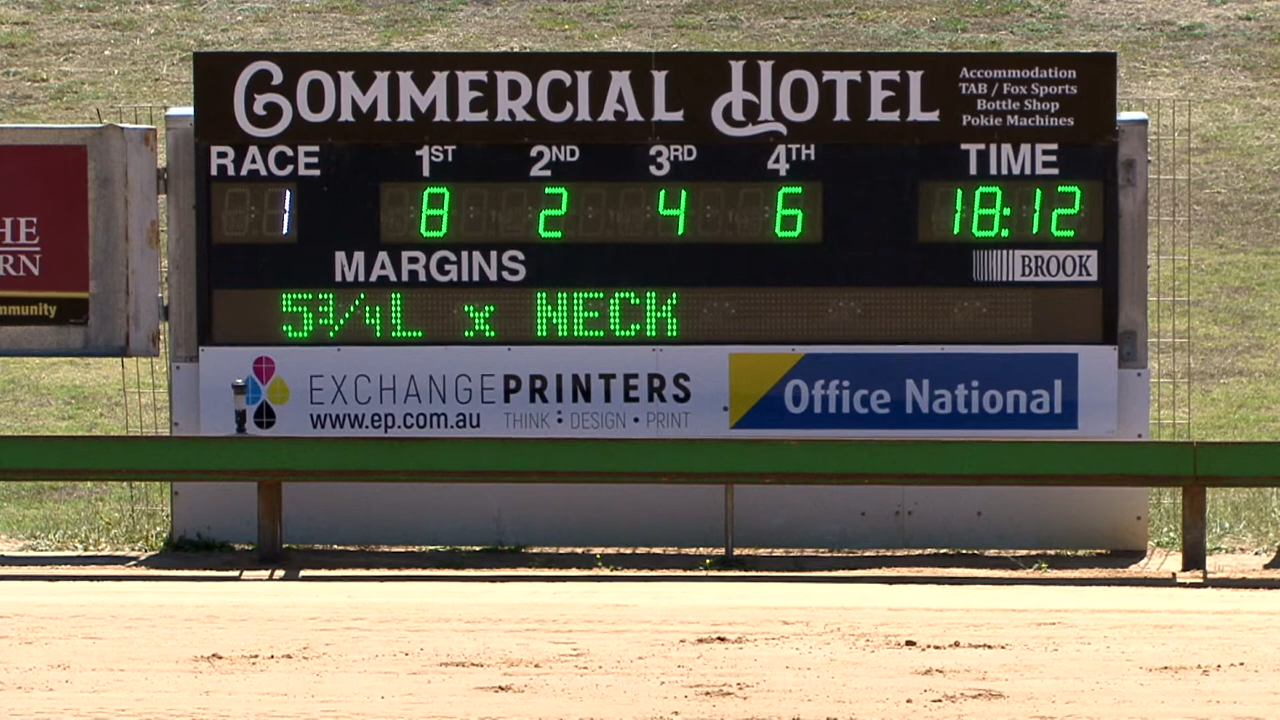 COMMERCIAL HOTEL
Accommodation
TAB / Fox Sports
Bottle Shop
Pokie Machines
RACE 1ST 2ND 3RD 4TH TIME
1 8 2 4 6 18:12
MARGINS
BROOK
5¾L x NECK
EXCHANGEPRINTERS
www.ep.com.au THINK : DESIGN • PRINT
Office National
HE
RN
mmunity